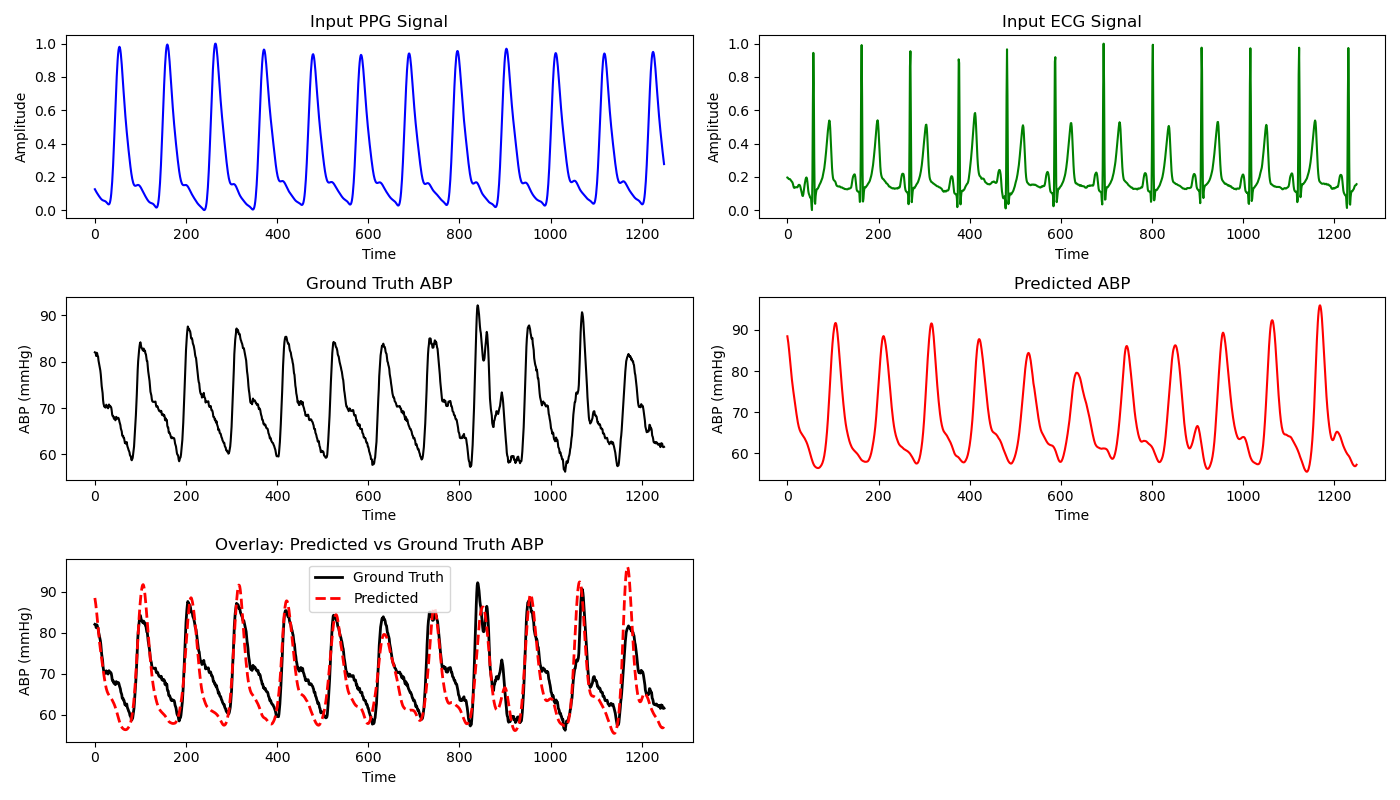 Input PPG Signal
Amplitude
1.0
0.8
0.6
0.4
0.2
0.0
0 200 400 600 800 1000 1200
Time
Input ECG Signal
Amplitude
1.0
0.8
0.6
0.4
0.2
0.0
0 200 400 600 800 1000 1200
Time
Ground Truth ABP
ABP (mmHg)
90
80
70
60
0 200 400 600 800 1000 1200
Time
Predicted ABP
ABP (mmHg)
90
80
70
60
0 200 400 600 800 1000 1200
Time
Overlay: Predicted vs Ground Truth ABP
ABP (mmHg)
90
80
70
60
Ground Truth
Predicted
0 200 400 600 800 1000 1200
Time